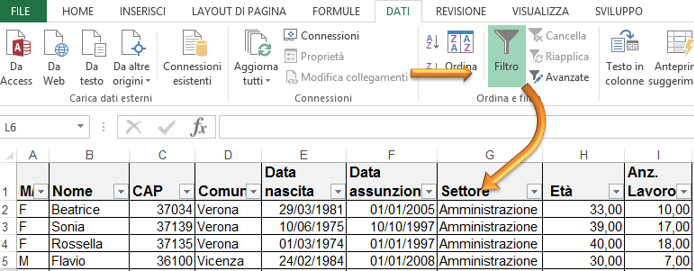 FILE HOME INSERISCI LAYOUT DI PAGINA FORMULE DATI REVISIONE VISUALIZZA SVILUPPO
Da Access
Da Web
Da testo
Da altre origini
Connessioni esistenti
Carica dati esterni
Aggiorna tutti
Connessioni
Proprietà
Modifica collegamenti
Connessioni
A Z
Z A
Z A A Z
Ordina
Filtro
Cancella
Riapplica
Avanzate
Ordina e fi
Testo in colonne
Anteprim
suggerim
L6 fx
A B C D E F G H I
1 Nome CAP Comun Data nascita Data assunzion Settore Età Anz. Lavoro
2 F Beatrice 37034 Verona 29/03/1981 01/01/2005 Amministrazione 33,00 10,00
3 F Sonia 37139 Verona 10/06/1975 10/10/1997 Amministrazione 39,00 17,00
4 F Rossella 37135 Verona 01/03/1974 01/01/1997 Amministrazione 40,00 18,00
5 M Flavio 36100 Vicenza 24/02/1984 01/01/2008 Amministrazione 30,00 7,00